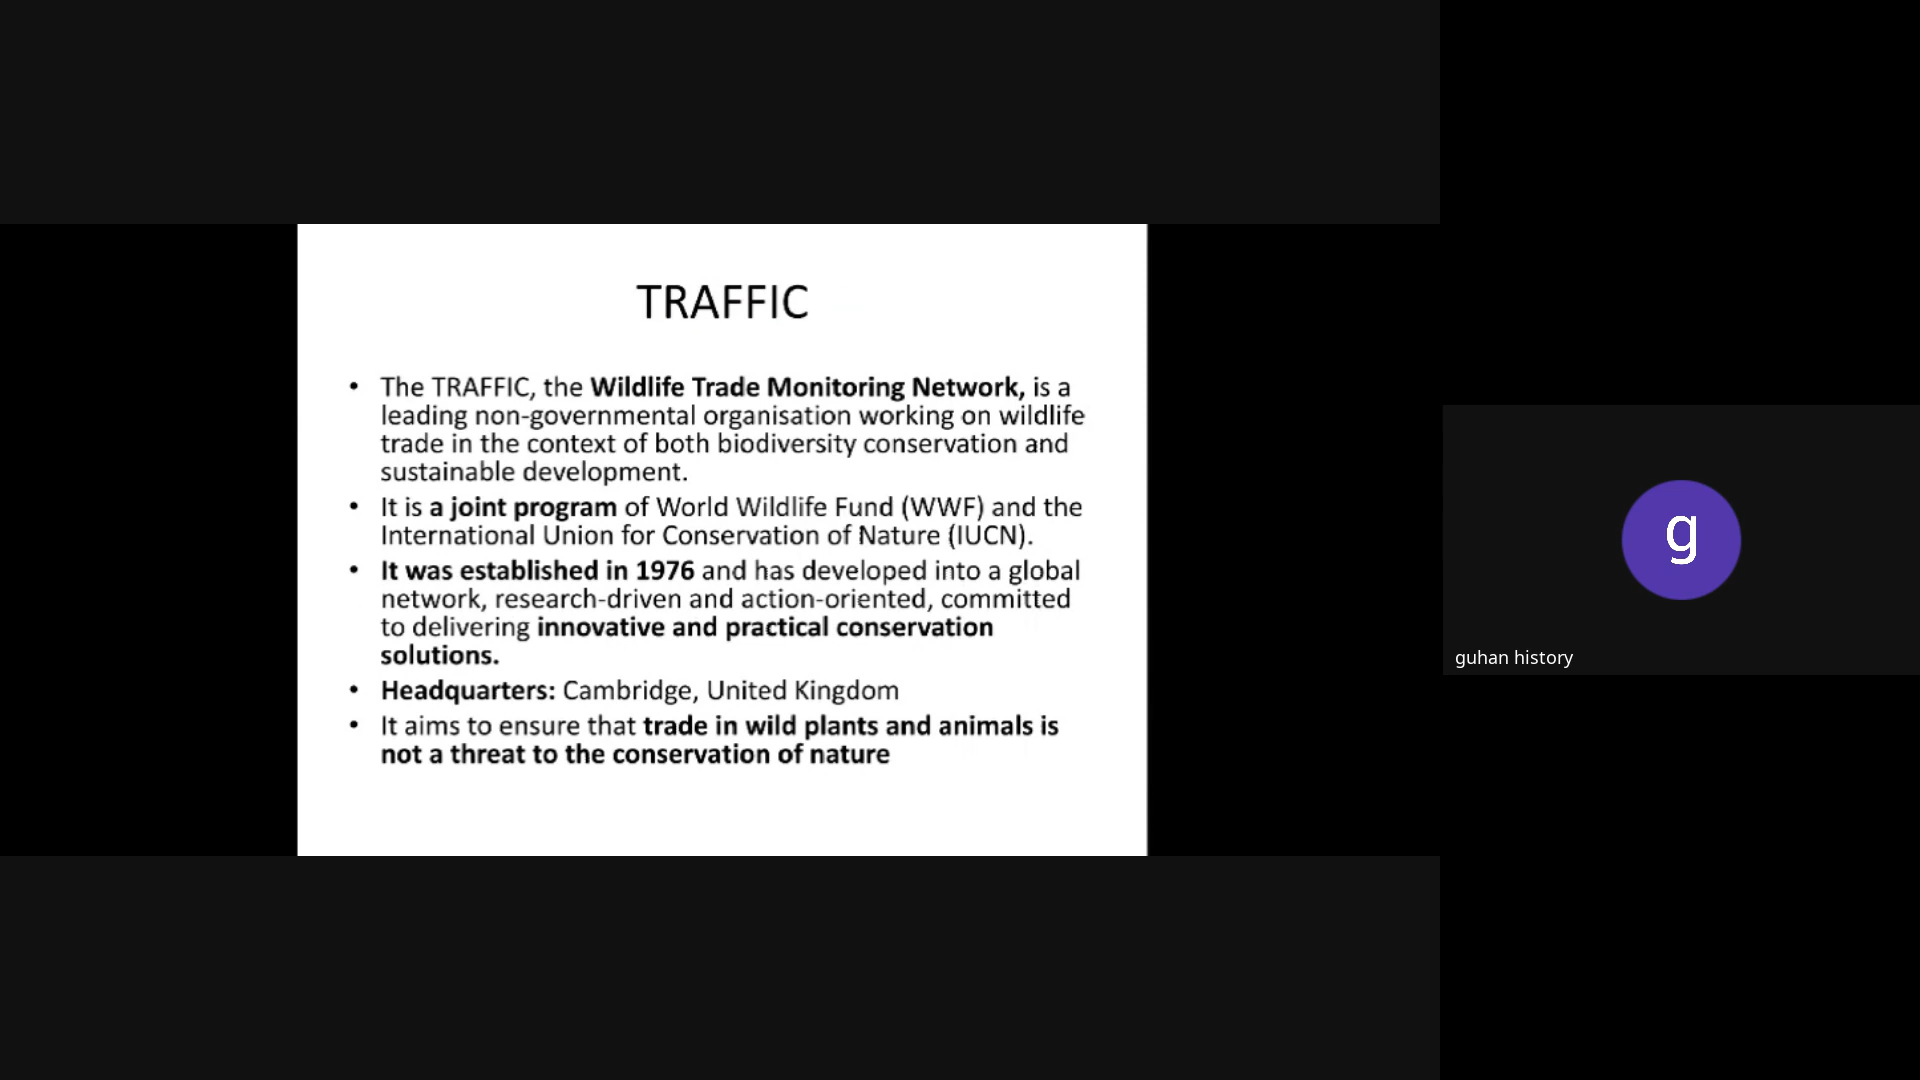 TRAFFIC
• The TRAFFIC, the Wildlife Trade Monitoring Network, is a
leading non-governmental organisation working on wildlife
trade in the context of both biodiversity conservation and
sustainable development.
• It is a joint program of World Wildlife Fund (WWF) and the
International Union for Conservation of Nature (IUCN).
• It was established in 1976 and has developed into a global
network, research-driven and action-oriented, committed
to delivering innovative and practical conservation
solutions.
• Headquarters: Cambridge, United Kingdom
• It aims to ensure that trade in wild plants and animals is
not a threat to the conservation of nature
g
guhan history